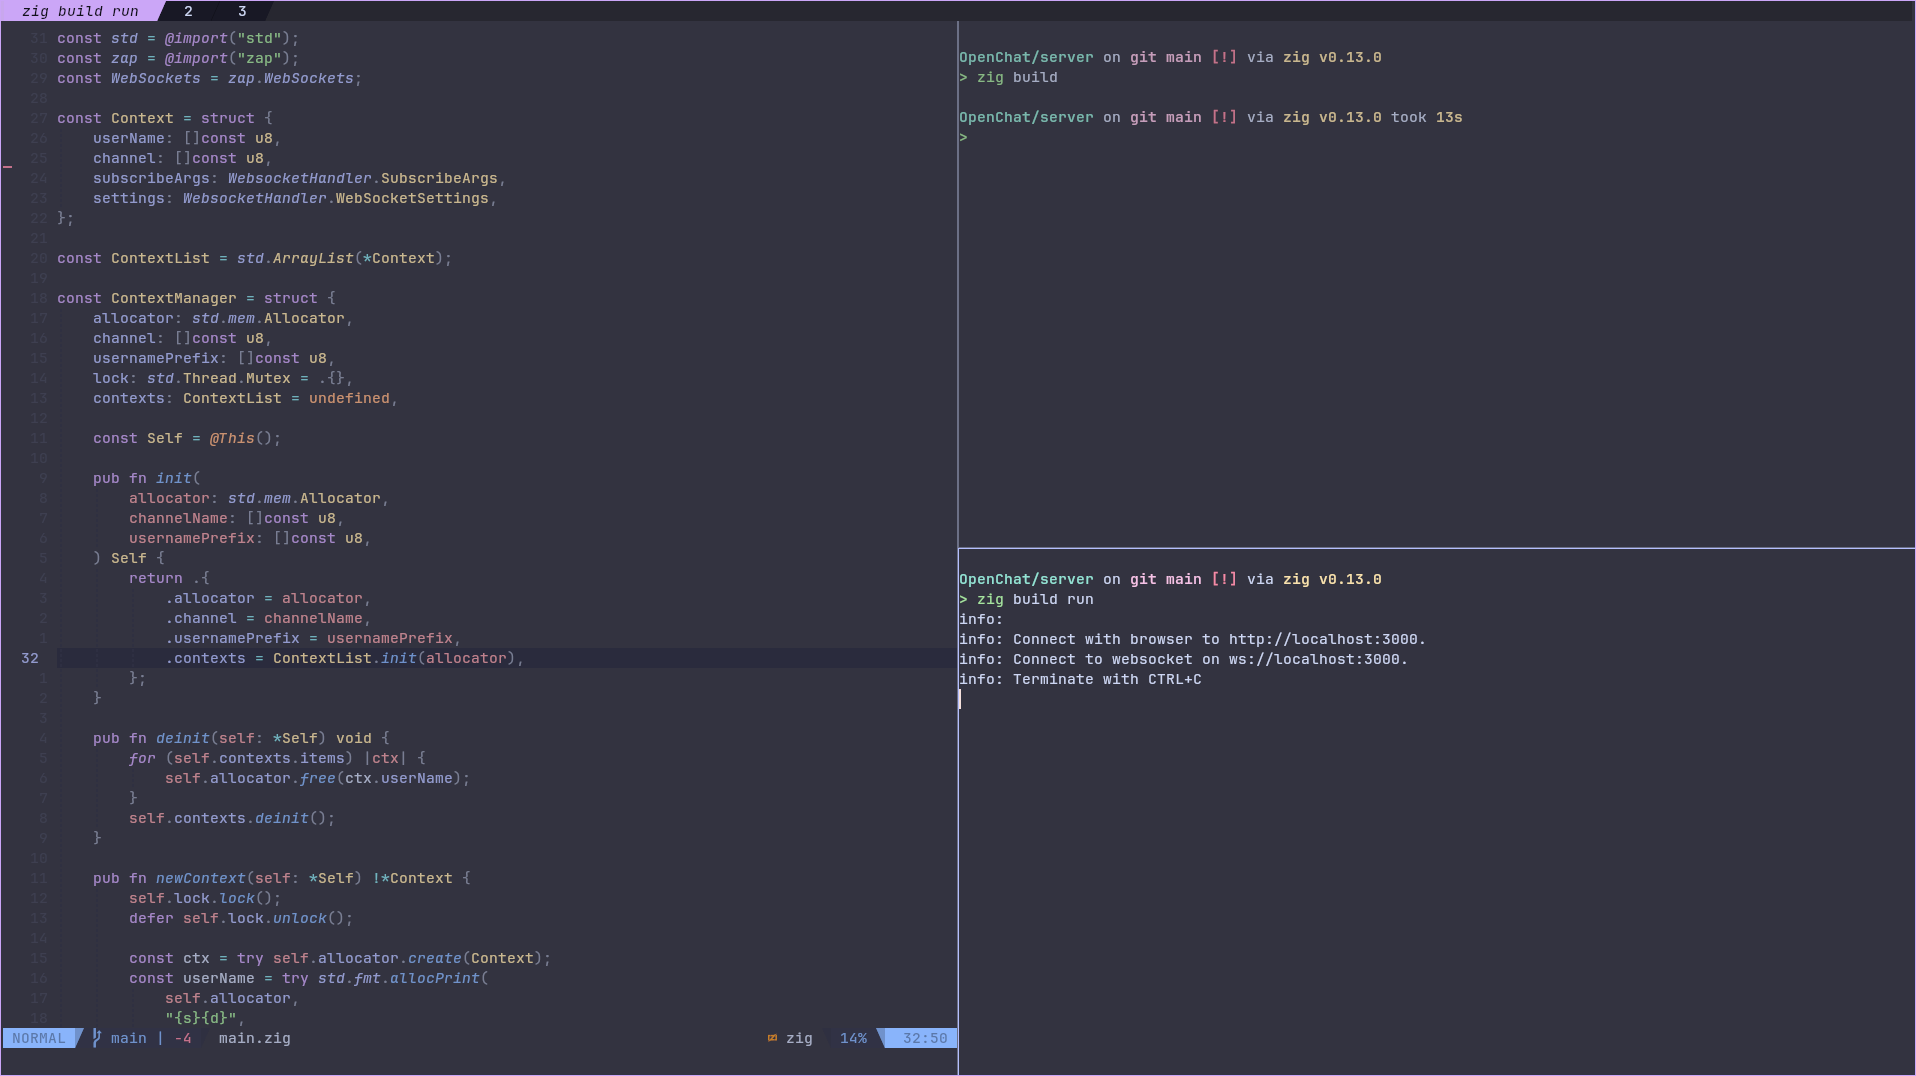 zig build run 2 3
31 const std = @import("std");
30 const zap = @import("zap");
29 const WebSockets = zap.WebSockets;
28
27 const Context = struct {
26     userName: []const u8,
25     channel: []const u8,
24     subscribeArgs: WebsocketHandler.SubscribeArgs,
23     settings: WebsocketHandler.WebSocketSettings,
22 };
21
20 const ContextList = std.ArrayList(*Context);
19
18 const ContextManager = struct {
17     allocator: std.mem.Allocator,
16     channel: []const u8,
15     usernamePrefix: []const u8,
14     lock: std.Thread.Mutex = .{},
13     contexts: ContextList = undefined,
12
11     const Self = @This();
10
9     pub fn init(
8         allocator: std.mem.Allocator,
7         channelName: []const u8,
6         usernamePrefix: []const u8,
5     ) Self {
4         return .{
3             .allocator = allocator,
2             .channel = channelName,
1             .usernamePrefix = usernamePrefix,
32             .contexts = ContextList.init(allocator),
1         };
2     }
3
4     pub fn deinit(self: *Self) void {
5         for (self.contexts.items) |ctx| {
6             self.allocator.free(ctx.userName);
7         }
8         self.contexts.deinit();
9     }
10
11     pub fn newContext(self: *Self) !*Context {
12         self.lock.lock();
13         defer self.lock.unlock();
14
15         const ctx = try self.allocator.create(Context);
16         const userName = try std.fmt.allocPrint(
17             self.allocator,
18             "{s}{d}",
NORMAL main | -4 main.zig zig 14% 32:50
OpenChat/server on git main [!] via zig v0.13.0
> zig build
OpenChat/server on git main [!] via zig v0.13.0 took 13s
>
OpenChat/server on git main [!] via zig v0.13.0
> zig build run
info:
info: Connect with browser to http://localhost:3000.
info: Connect to websocket on ws://localhost:3000.
info: Terminate with CTRL+C